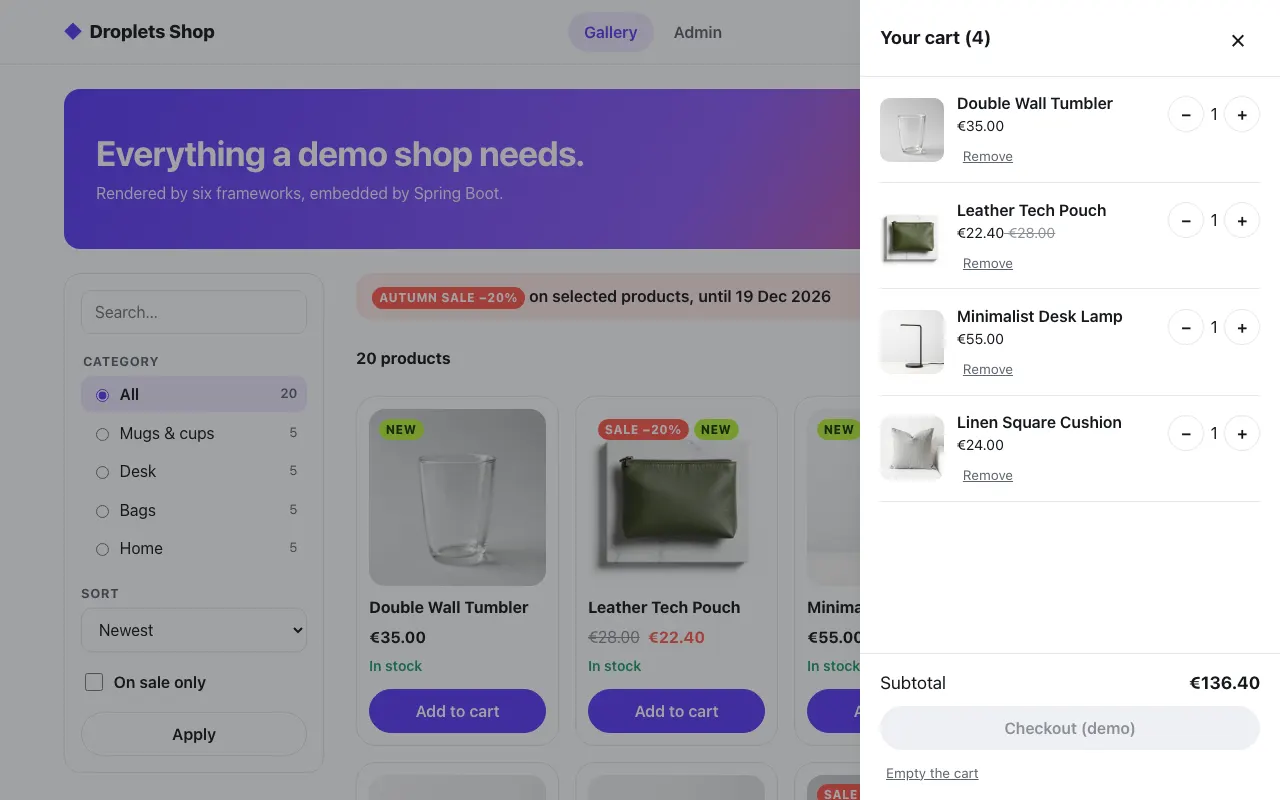 Droplets Shop
Gallery
Admin
Everything a demo shop needs.
Rendered by six frameworks, embedded by Spring Boot.
Search...
CATEGORY
All 20
Mugs & cups 5
Desk 5
Bags 5
Home 5
SORT
Newest
On sale only
Apply
AUTUMN SALE −20% on selected products, until 19 Dec 2026
20 products
NEW
Double Wall Tumbler
€35.00
In stock
Add to cart
SALE −20% NEW
Leather Tech Pouch
€28.00 €22.40
In stock
Add to cart
NEW
€55.00
In stock
SALE
Your cart (4)
×
Double Wall Tumbler
€35.00
Remove
− 1 +
Leather Tech Pouch
€22.40 €28.00
Remove
− 1 +
Minimalist Desk Lamp
€55.00
Remove
− 1 +
Linen Square Cushion
€24.00
Remove
− 1 +
Subtotal €136.40
Checkout (demo)
Empty the cart